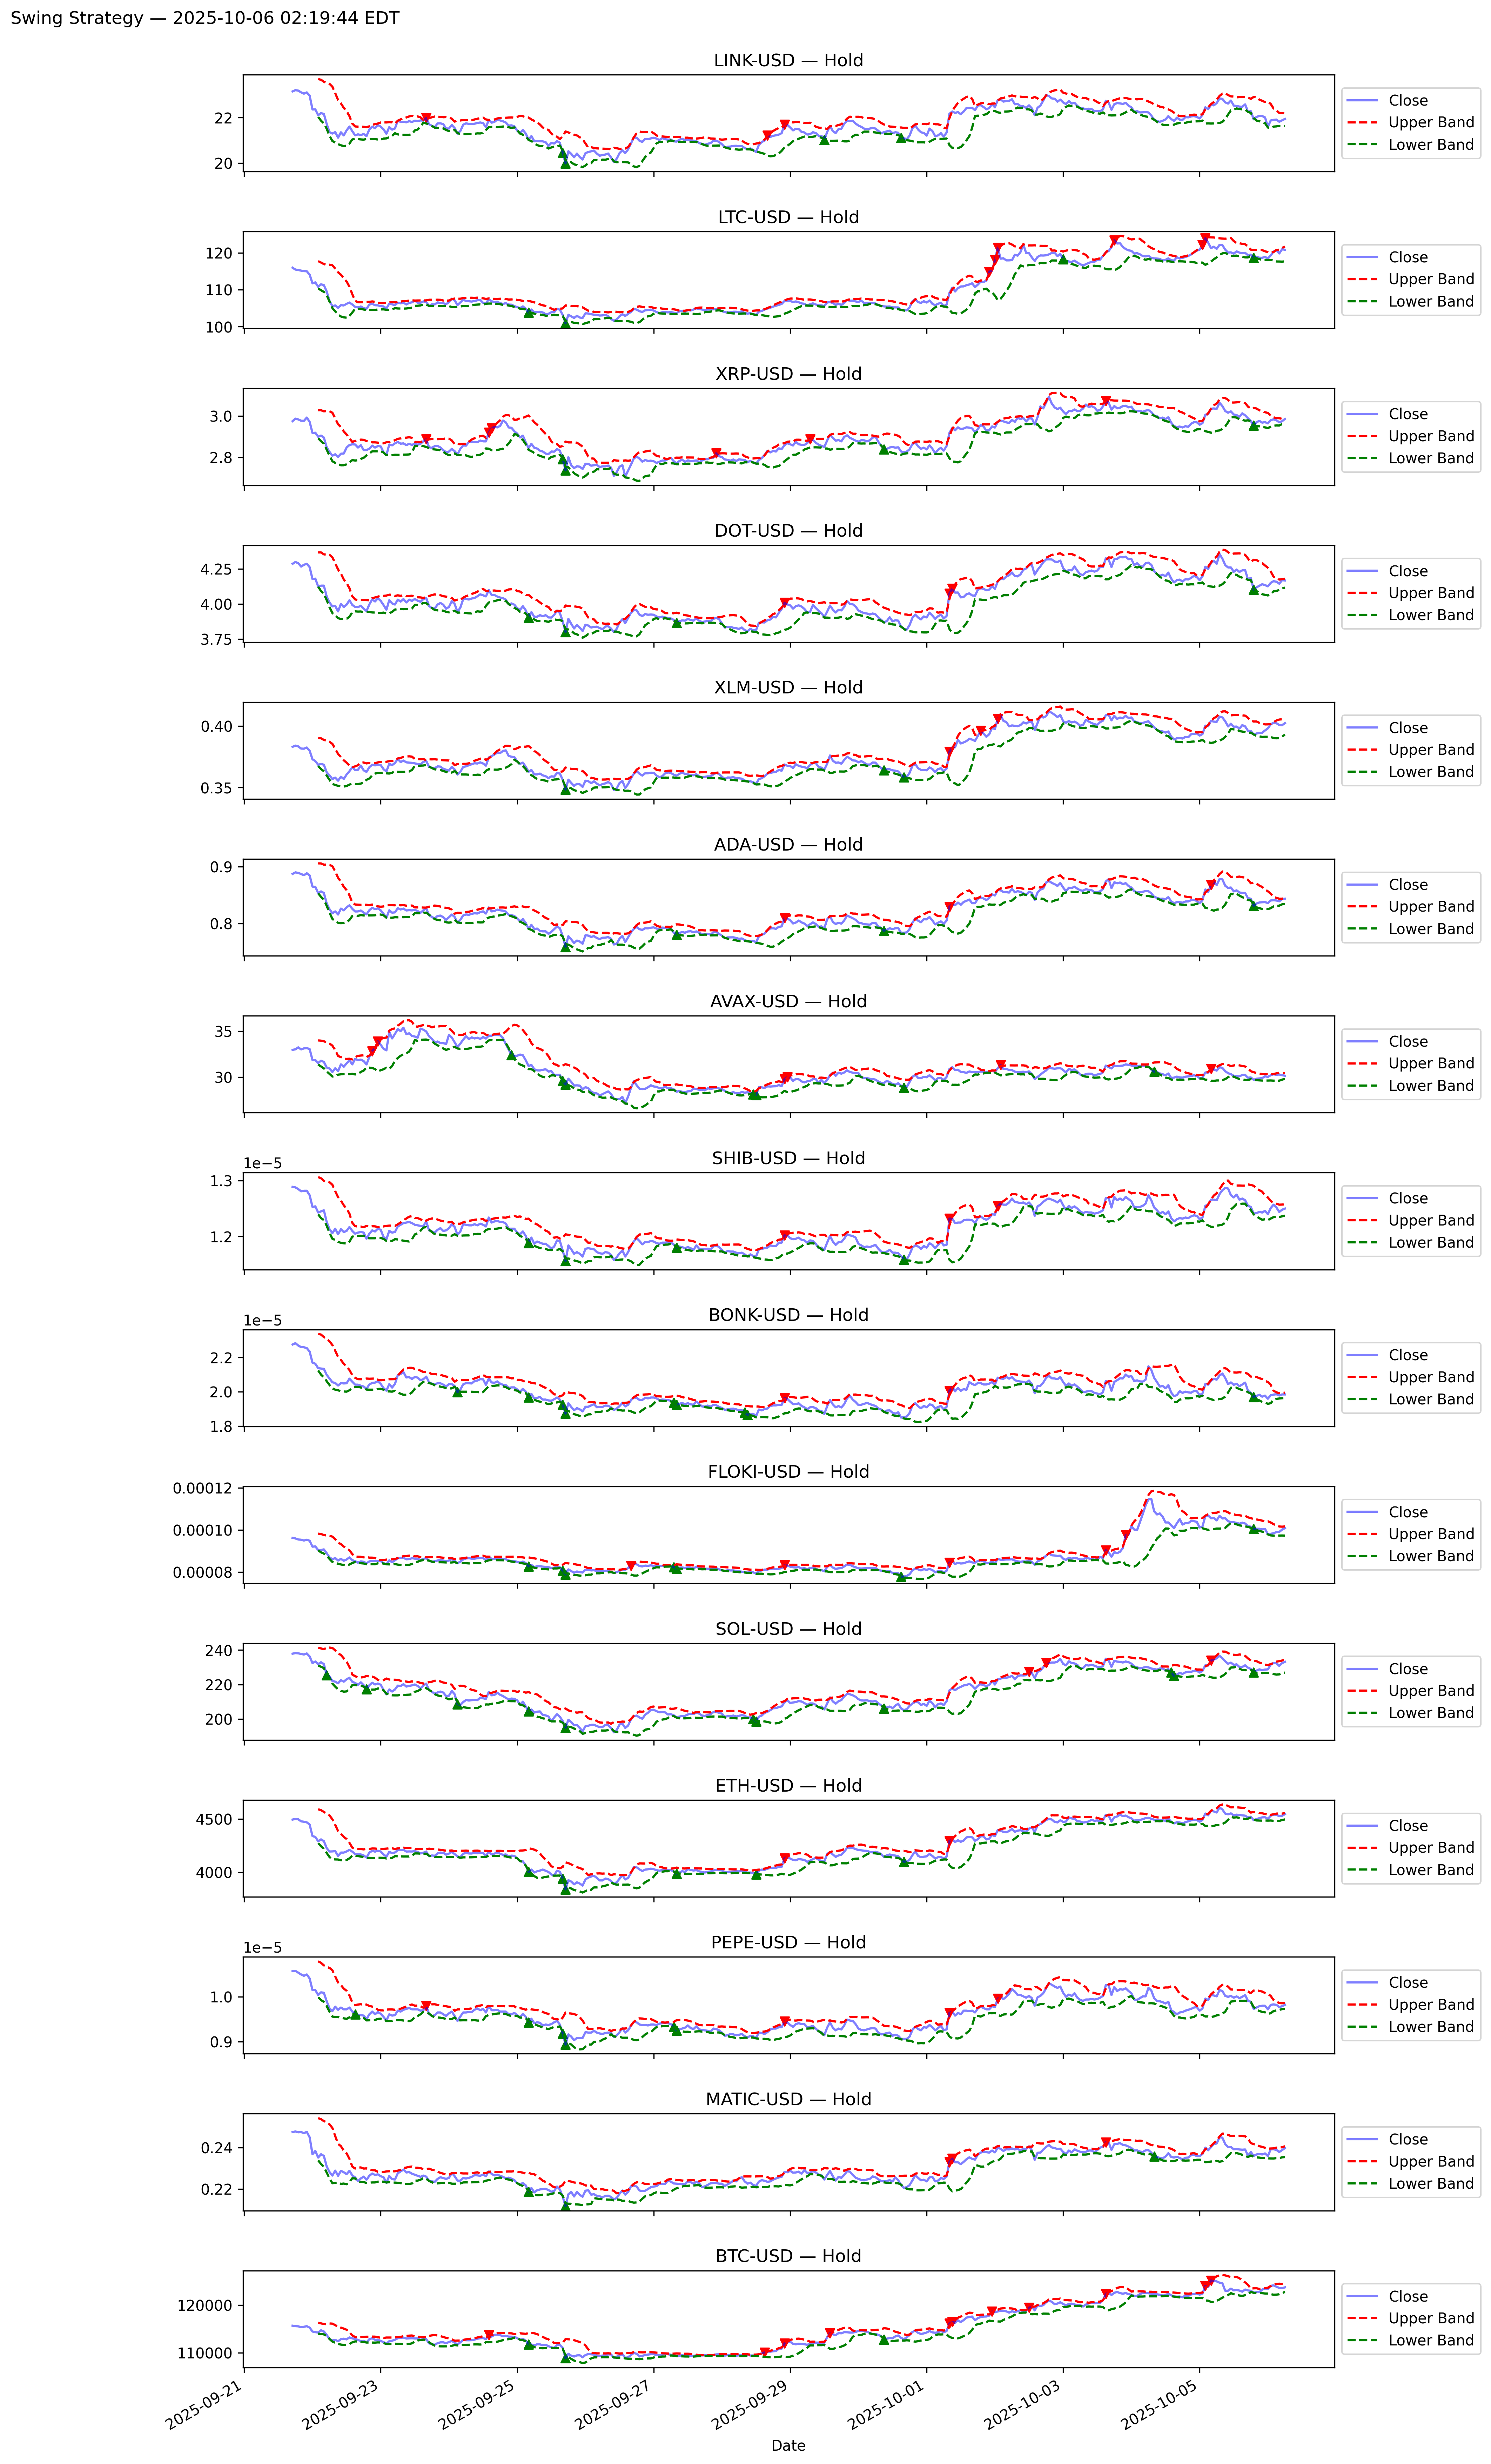 Swing Strategy — 2025-10-06 02:19:44 EDT
LINK-USD — Hold
22
20
Close
Upper Band
Lower Band
LTC-USD — Hold
120
110
100
Close
Upper Band
Lower Band
XRP-USD — Hold
3.0
2.8
Close
Upper Band
Lower Band
DOT-USD — Hold
4.25
4.00
3.75
Close
Upper Band
Lower Band
XLM-USD — Hold
0.40
0.35
Close
Upper Band
Lower Band
ADA-USD — Hold
0.9
0.8
Close
Upper Band
Lower Band
AVAX-USD — Hold
35
30
Close
Upper Band
Lower Band
SHIB-USD — Hold
1e−5
1.3
1.2
Close
Upper Band
Lower Band
BONK-USD — Hold
1e−5
2.2
2.0
1.8
Close
Upper Band
Lower Band
FLOKI-USD — Hold
0.00012
0.00010
0.00008
Close
Upper Band
Lower Band
SOL-USD — Hold
240
220
200
Close
Upper Band
Lower Band
ETH-USD — Hold
4500
4000
Close
Upper Band
Lower Band
PEPE-USD — Hold
1e−5
1.0
0.9
Close
Upper Band
Lower Band
MATIC-USD — Hold
0.24
0.22
Close
Upper Band
Lower Band
BTC-USD — Hold
120000
110000
Close
Upper Band
Lower Band
2025-09-21
2025-09-23
2025-09-25
2025-09-27
2025-09-29
2025-10-01
2025-10-03
2025-10-05
Date